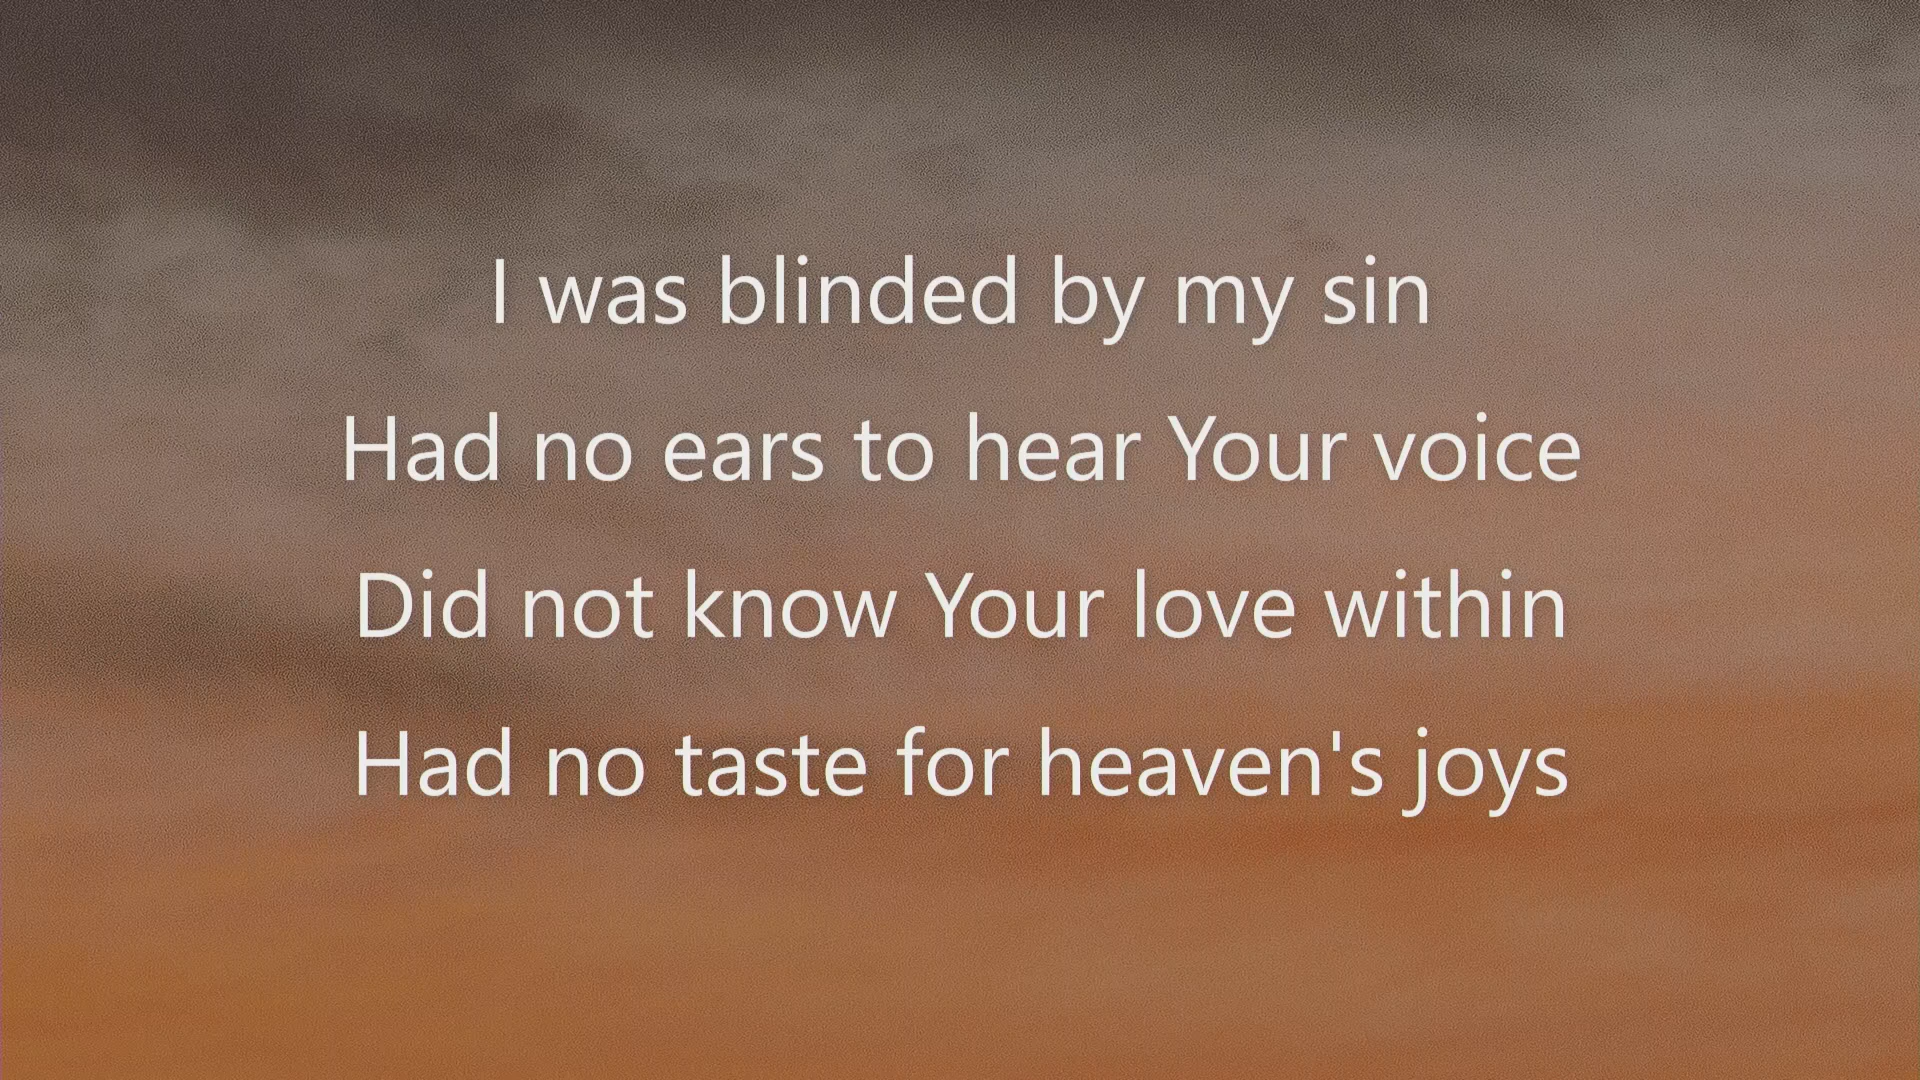 I was blinded by my sin
Had no ears to hear Your voice
Did not know Your love within
Had no taste for heaven's joys